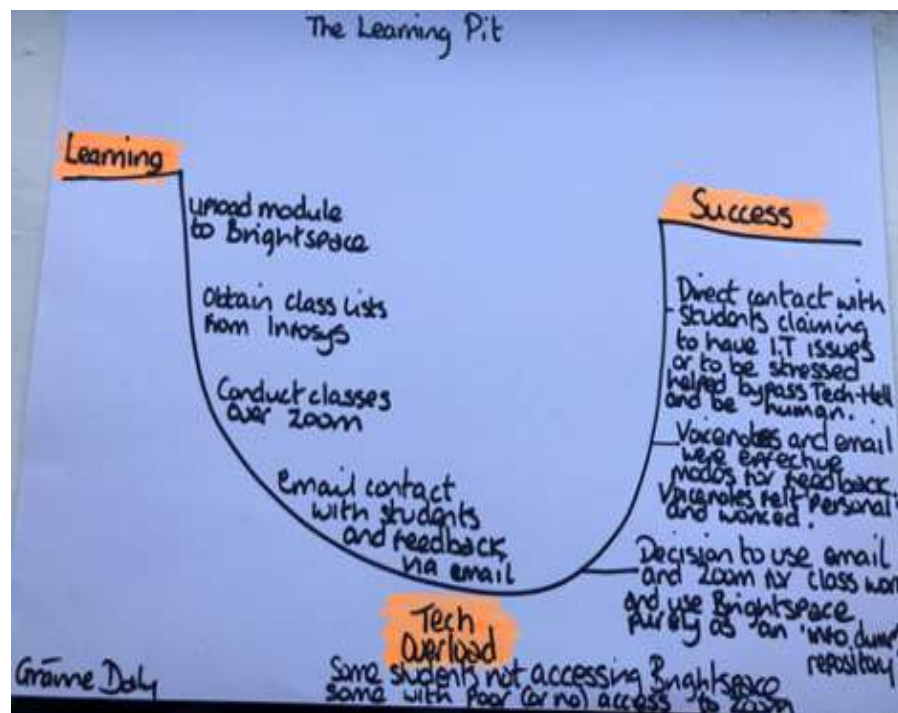 The Learning Pit
Learning
upload module
to Brightspace
Obtain class lists
from Infosys
Conduct classes
over Zoom
Email contact
with students
and feedback
via email
Tech
Overload
Some students not accessing Brightspace
some with poor (or no) access to Zoom
Success
Direct contact with
students claiming
to have I.T issues
or to be stressed
helped bypass Tech-Hell
and be human.
Voicenotes and email
were effective
modes for feedback.
Voicenotes felt personal
and worked.
Decision to use email
and Zoom for class work
and use Brightspace
purely as an 'info dump'
repository
Gráinne Daly